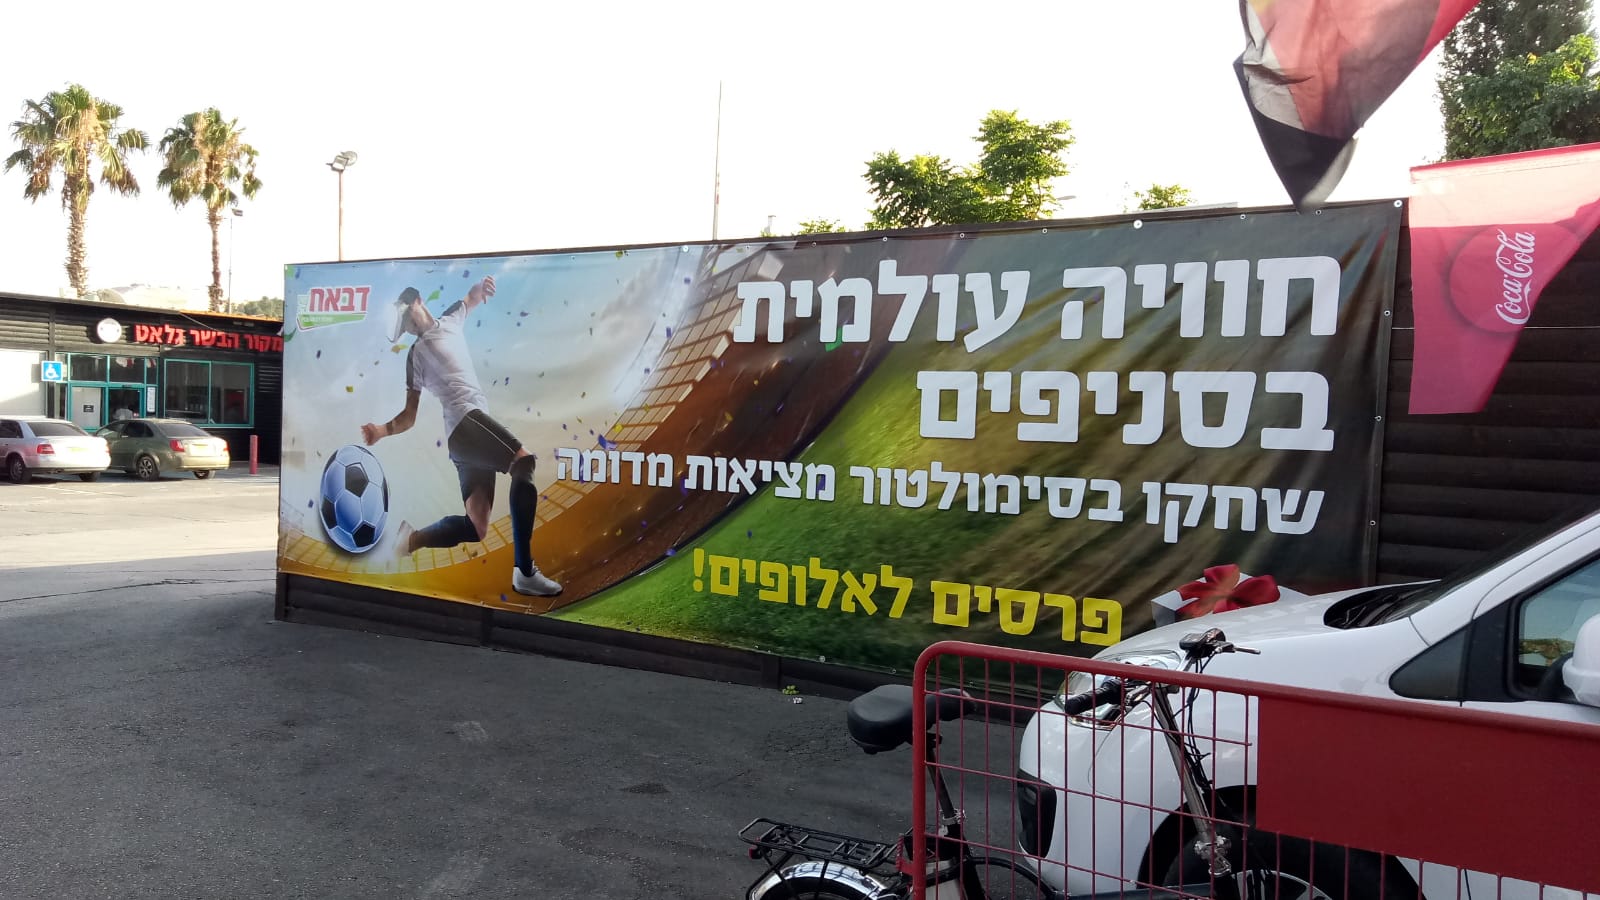 חוויה עולמית
בסניפים
שחקו בסימולטור מציאות מדומה
פרסים לאלופים!
דבאח
מקור הבשר גלאט
Coca-Cola